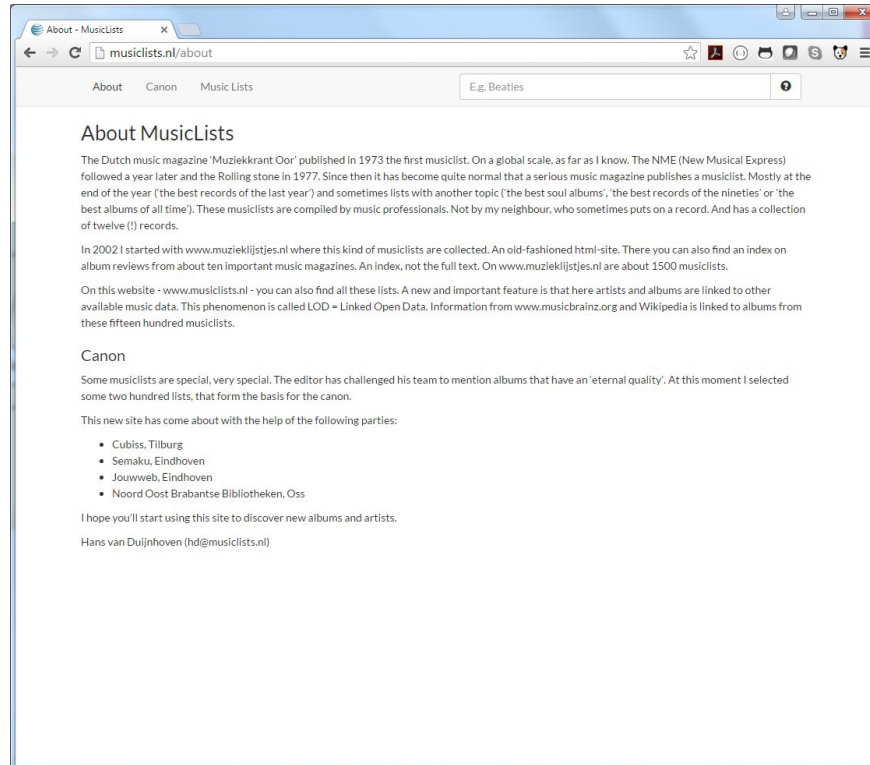 About - MusicLists
musiclists.nl/about
About Canon Music Lists E.g. Beatles
About MusicLists
The Dutch music magazine 'Muziekkrant Oor' published in 1973 the first musiclist. On a global scale, as far as I know. The NME (New Musical Express)
followed a year later and the Rolling stone in 1977. Since then it has become quite normal that a serious music magazine publishes a musiclist. Mostly at the
end of the year ('the best records of the last year') and sometimes lists with another topic ('the best soul albums', 'the best records of the nineties' or 'the
best albums of all time'). These musiclists are compiled by music professionals. Not by my neighbour, who sometimes puts on a record. And has a collection
of twelve (!) records.
In 2002 I started with www.muzieklijstjes.nl where this kind of musiclists are collected. An old-fashioned html-site. There you can also find an index on
album reviews from about ten important music magazines. An index, not the full text. On www.muzieklijstjes.nl are about 1500 musiclists.
On this website - www.musiclists.nl - you can also find all these lists. A new and important feature is that here artists and albums are linked to other
available music data. This phenomenon is called LOD = Linked Open Data. Information from www.musicbrainz.org and Wikipedia is linked to albums from
these fifteen hundred musiclists.
Canon
Some musiclists are special, very special. The editor has challenged his team to mention albums that have an 'eternal quality'. At this moment I selected
some two hundred lists, that form the basis for the canon.
This new site has come about with the help of the following parties:
• Cubiss, Tilburg
• Semaku, Eindhoven
• Jouwweb, Eindhoven
• Noord Oost Brabantse Bibliotheken, Oss
I hope you'll start using this site to discover new albums and artists.
Hans van Duijnhoven (hd@musiclists.nl)